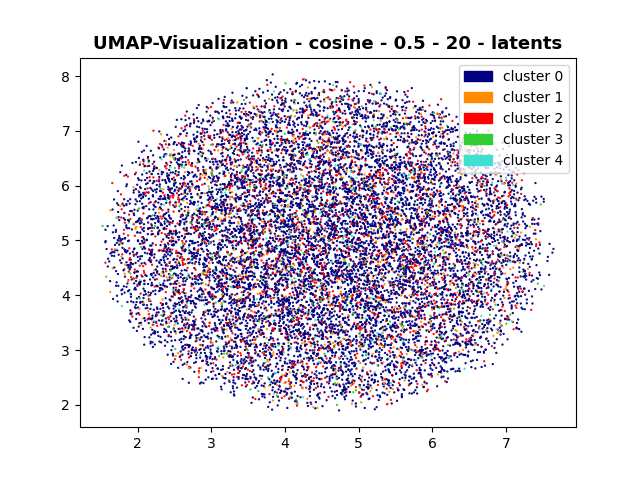 UMAP-Visualization - cosine - 0.5 - 20 - latents
cluster 0
cluster 1
cluster 2
cluster 3
cluster 4
8
7
6
5
4
3
2
2 3 4 5 6 7